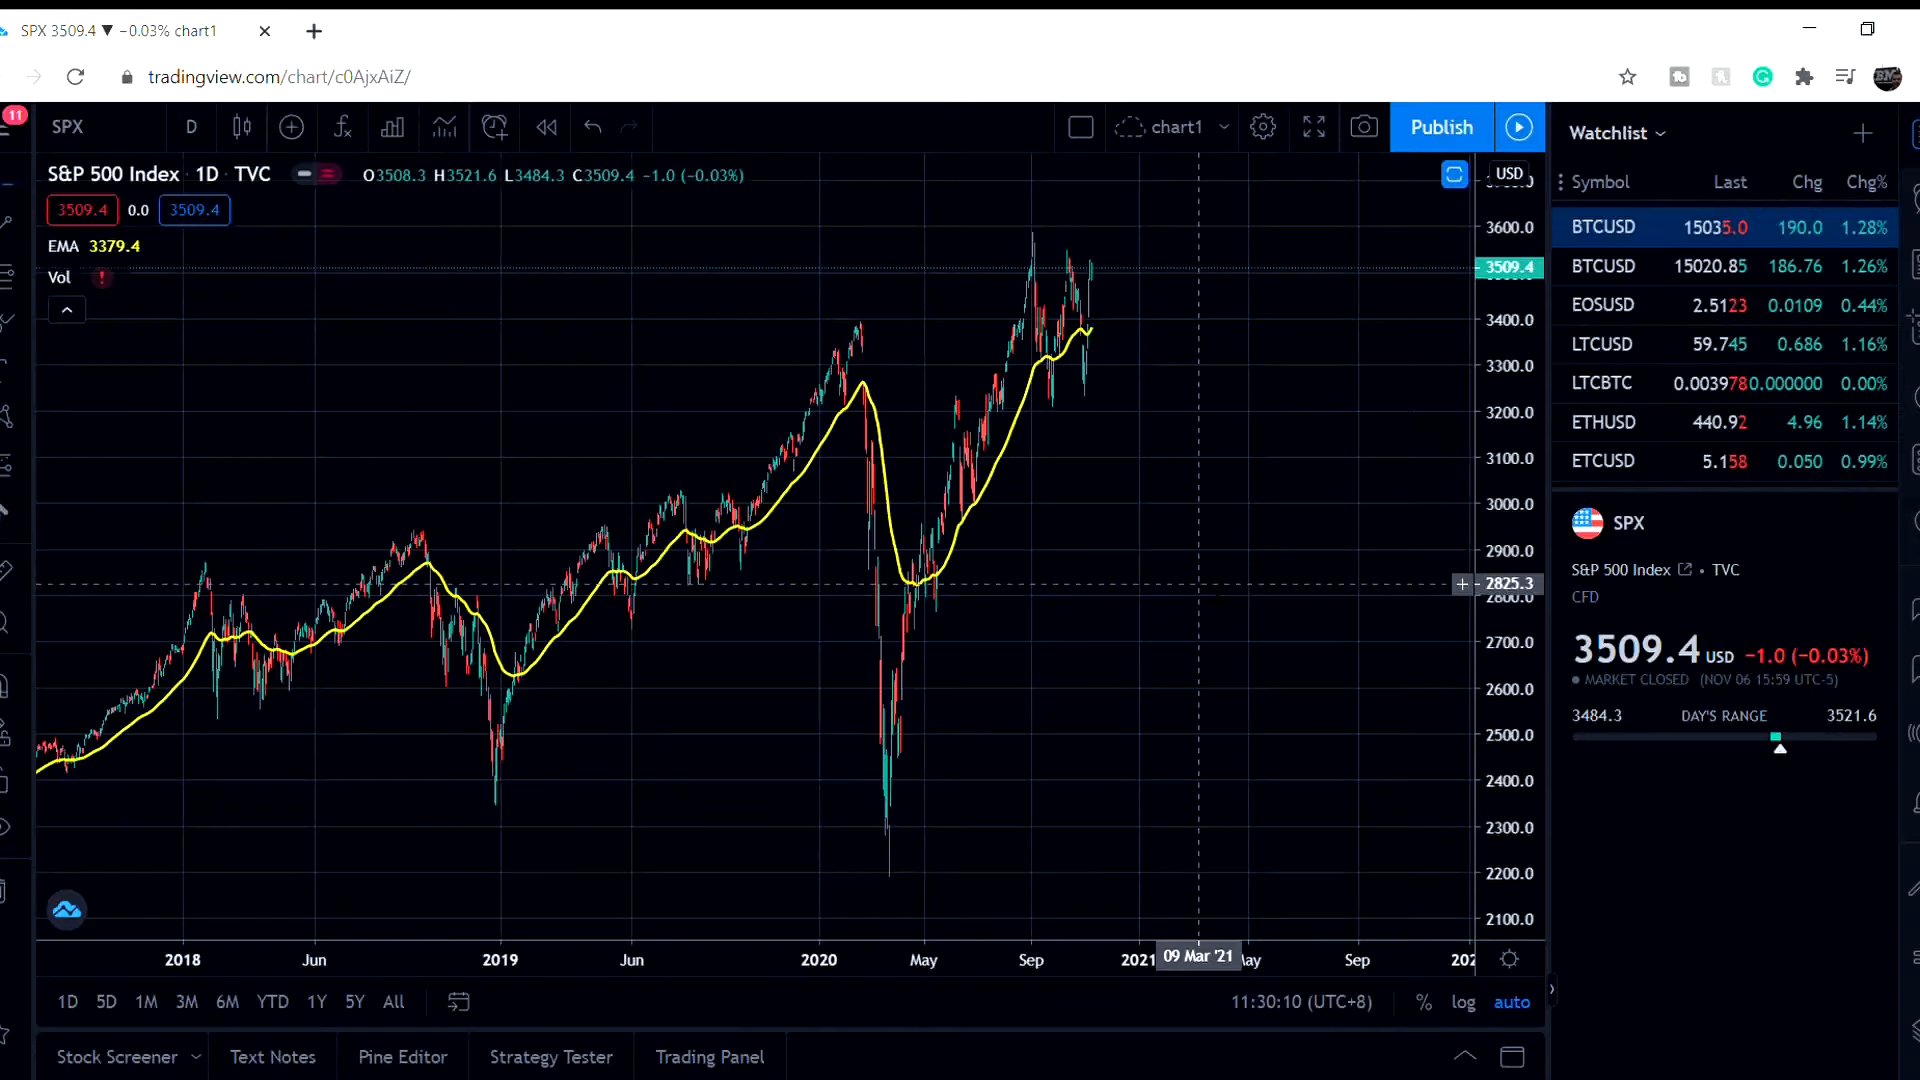 SPX 3509.4 ▼ −0.03% chart1
tradingview.com/chart/c0AjxAiZ/
11
SPX D chart1 Publish
S&P 500 Index · 1D · TVC O3508.3 H3521.6 L3484.3 C3509.4 −1.0 (−0.03%)
3509.4 0.0 3509.4
EMA 3379.4
Vol !
USD
3600.0
3509.4
3400.0
3300.0
3200.0
3100.0
3000.0
2900.0
2825.3
2800.0
2700.0
2600.0
2500.0
2400.0
2300.0
2200.0
2100.0
2018 Jun 2019 Jun 2020 May Sep 2021 09 Mar '21 Sep
1D 5D 1M 3M 6M YTD 1Y 5Y All 11:30:10 (UTC+8) % log auto
Stock Screener Text Notes Pine Editor Strategy Tester Trading Panel
Watchlist
Symbol Last Chg Chg%
BTCUSD 15035.0 190.0 1.28%
BTCUSD 15020.85 186.76 1.26%
EOSUSD 2.5123 0.0109 0.44%
LTCUSD 59.745 0.686 1.16%
LTCBTC 0.003978 0.000000 0.00%
ETHUSD 440.92 4.96 1.14%
ETCUSD 5.158 0.050 0.99%
SPX
S&P 500 Index • TVC
CFD
3509.4 USD −1.0 (−0.03%)
MARKET CLOSED (NOV 06 15:59 UTC-5)
3484.3 DAY'S RANGE 3521.6